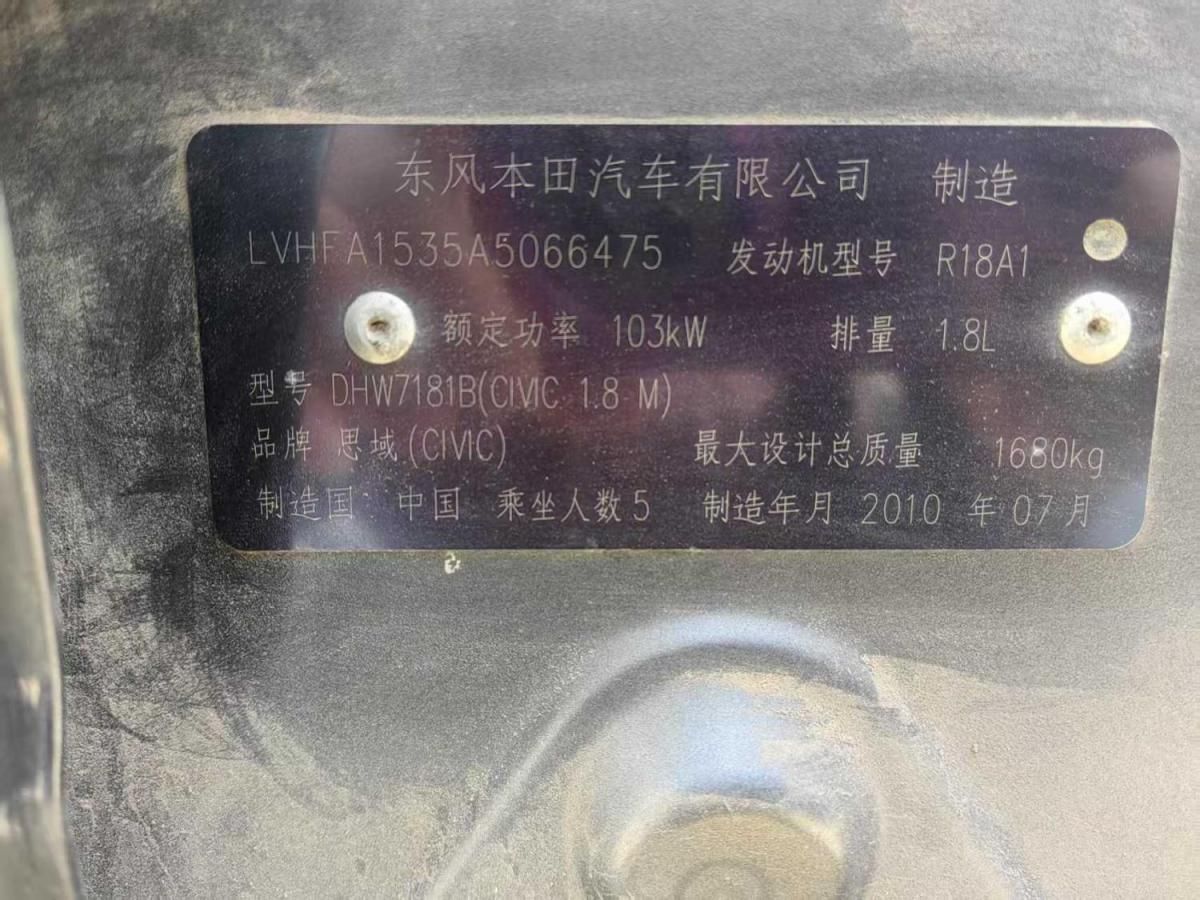 东风本田汽车有限公司 制造
LVHFA1535A5066475 发动机型号 R18A1
额定功率 103kW 排量 1.8L
型号 DHW7181B(CIVIC 1.8 M)
品牌 思域(CIVIC) 最大设计总质量 1680kg
制造国 中国 乘坐人数5 制造年月 2010 年07月